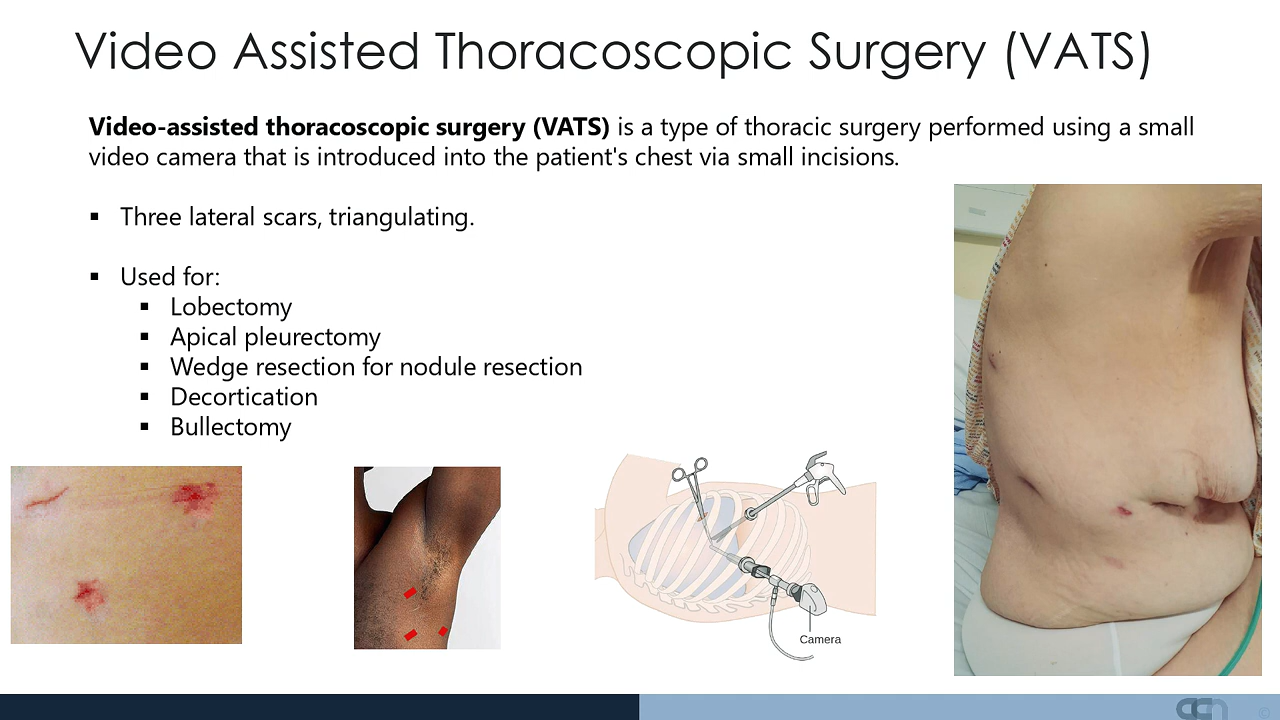 Video Assisted Thoracoscopic Surgery (VATS)
Video-assisted thoracoscopic surgery (VATS) is a type of thoracic surgery performed using a small
video camera that is introduced into the patient's chest via small incisions.
▪ Three lateral scars, triangulating.
▪ Used for:
▪ Lobectomy
▪ Apical pleurectomy
▪ Wedge resection for nodule resection
▪ Decortication
▪ Bullectomy
Camera